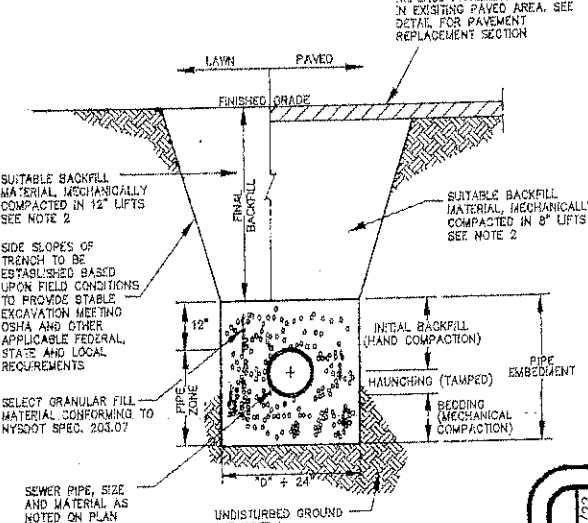 IN EXISITING PAVED AREA, SEE
DETAIL FOR PAVEMENT
REPLACEMENT SECTION
LAWN
PAVED
FINISHED GRADE
SUITABLE BACKFILL
MATERIAL, MECHANICALLY
COMPACTED IN 12" LIFTS
SEE NOTE 2
FINAL
BACKFILL
SUITABLE BACKFILL
MATERIAL, MECHANICALLY
COMPACTED IN 8" LIFTS
SEE NOTE 2
SIDE SLOPES OF
TRENCH TO BE
ESTABLISHED BASED
UPON FIELD CONDITIONS
TO PROVIDE STABLE
EXCAVATION MEETING
OSHA AND OTHER
APPLICABLE FEDERAL,
STATE AND LOCAL
REQUIREMENTS
12"
INITIAL BACKFILL
(HAND COMPACTION)
PIPE
EMBEDMENT
HAUNCHING (TAMPED)
PIPE
ZONE
BEDDING
(MECHANICAL
COMPACTION)
SELECT GRANULAR FILL
MATERIAL CONFORMING TO
NYSDOT SPEC. 203.07
"D" + 24"
SEWER PIPE, SIZE
AND MATERIAL AS
NOTED ON PLAN
UNDISTURBED GROUND